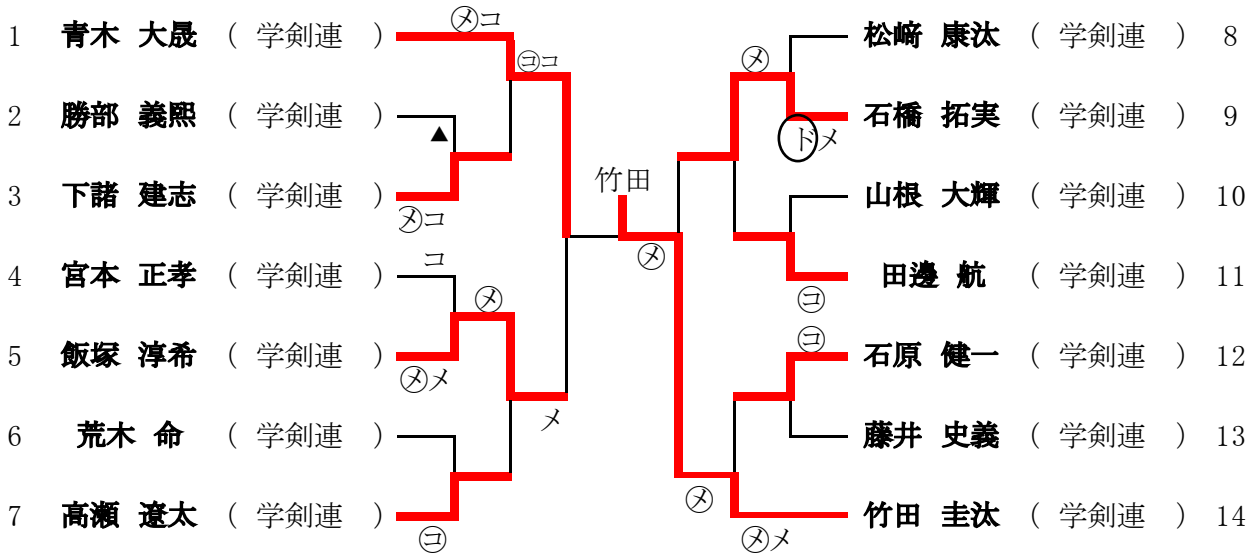 ㋱コ
1 青木 大晟 ( 学剣連 )
松﨑 康汰 ( 学剣連 ) 8
㋙コ
㋱
2 勝部 義熙 ( 学剣連 )
石橋 拓実 ( 学剣連 ) 9
▲
ドメ
竹田
3 下諸 建志 ( 学剣連 )
山根 大輝 ( 学剣連 ) 10
㋱コ
㋱
コ
4 宮本 正孝 ( 学剣連 )
田邊 航 ( 学剣連 ) 11
㋱
㋙
㋙
5 飯塚 淳希 ( 学剣連 )
石原 健一 ( 学剣連 ) 12
㋱メ
メ
6 荒木 命 ( 学剣連 )
藤井 史義 ( 学剣連 ) 13
㋱
7 高瀬 遼太 ( 学剣連 )
竹田 圭汰 ( 学剣連 ) 14
㋙
㋱メ